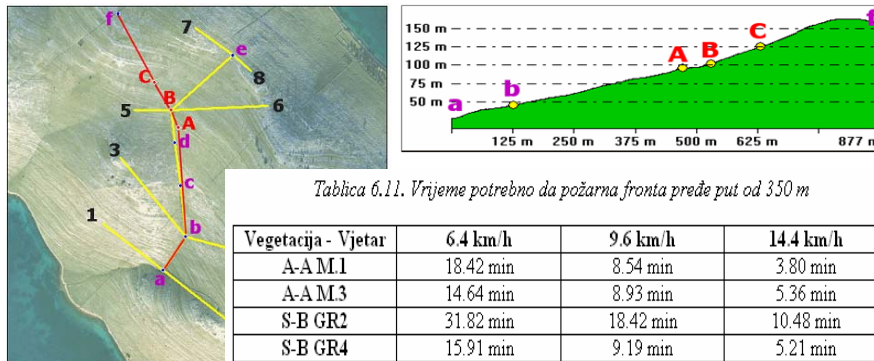 f
7
e
C
8
B
5
6
A
d
3
c
1
b
a
150 m
125 m
100 m
75 m
50 m
a
b
A
B
C
f
125 m 250 m 375 m 500 m 625 m 877 m
Tablica 6.11. Vrijeme potrebno da požarna fronta pređe put od 350 m
Vegetacija - Vjetar 6.4 km/h 9.6 km/h 14.4 km/h
A-A M.1 18.42 min 8.54 min 3.80 min
A-A M.3 14.64 min 8.93 min 5.36 min
S-B GR2 31.82 min 18.42 min 10.48 min
S-B GR4 15.91 min 9.19 min 5.21 min